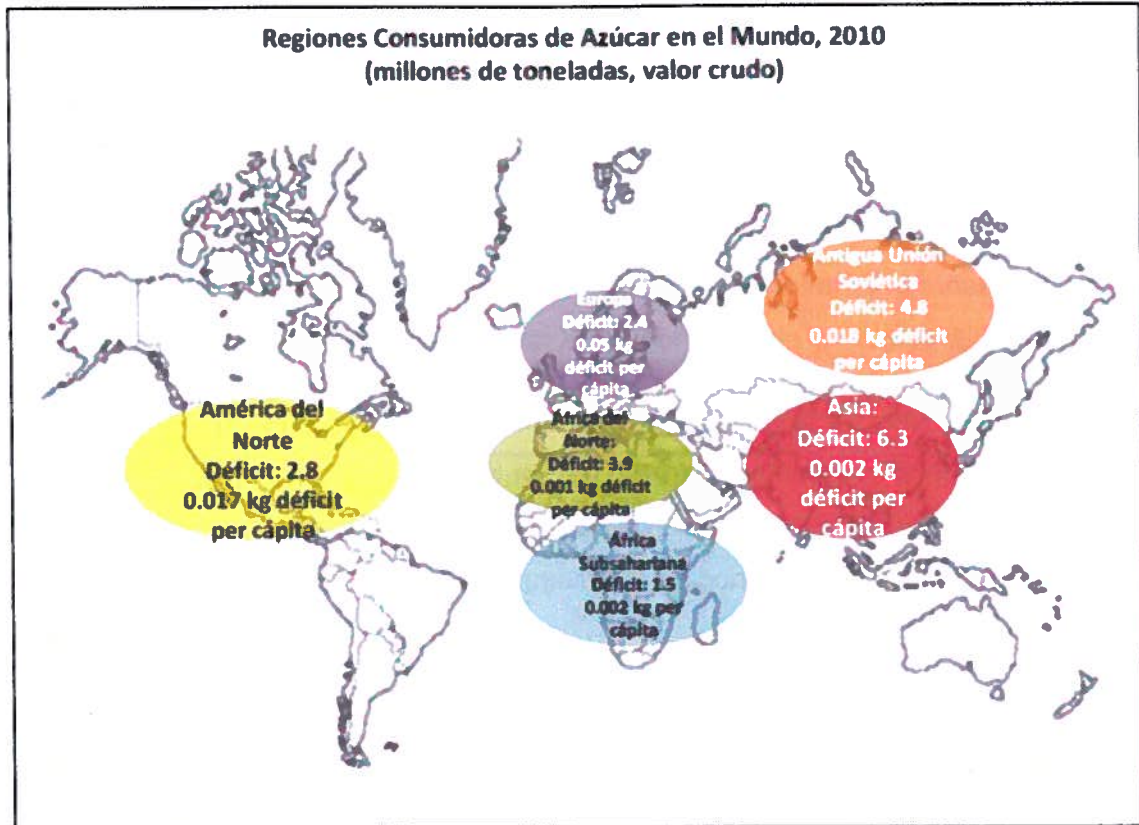 Regiones Consumidoras de Azúcar en el Mundo, 2010
(millones de toneladas, valor crudo)
Antigua Unión
Soviética
Déficit: 4.8
0.018 kg déficit
per cápita
Europa
Déficit: 2.4
0.05 kg
déficit per
cápita
América del
Norte
Déficit: 2.8
0.017 kg déficit
per cápita
África del
Norte:
Déficit: 3.9
0.001 kg déficit
per cápita
Asia:
Déficit: 6.3
0.002 kg
déficit per
cápita
África
Subsahariana
Déficit: 1.5
0.002 kg per
cápita